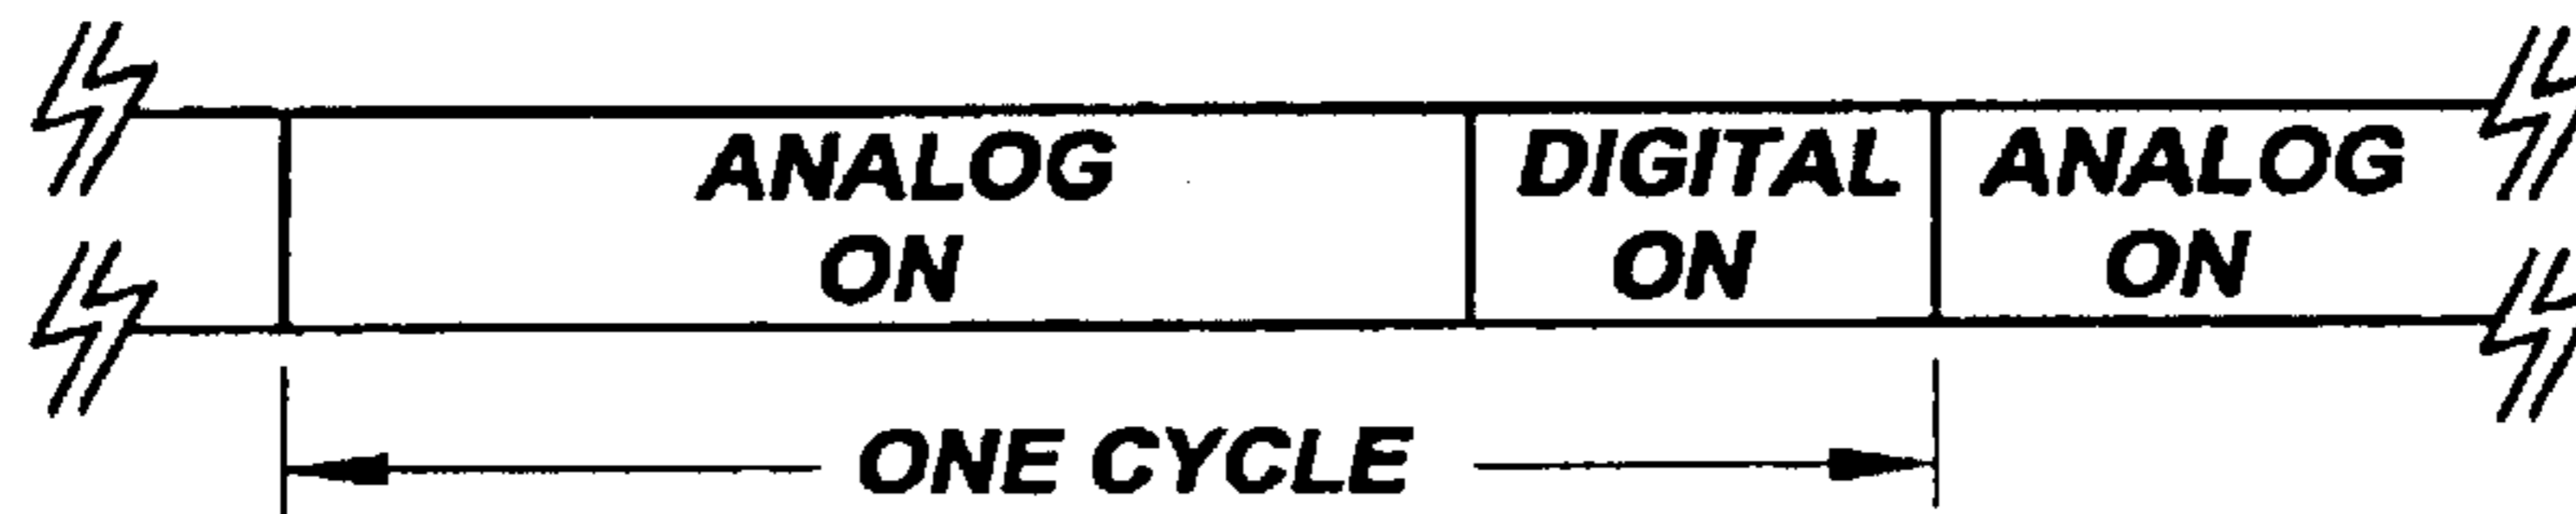 ANALOG
ON
DIGITAL
ON
ANALOG
ON
ONE CYCLE